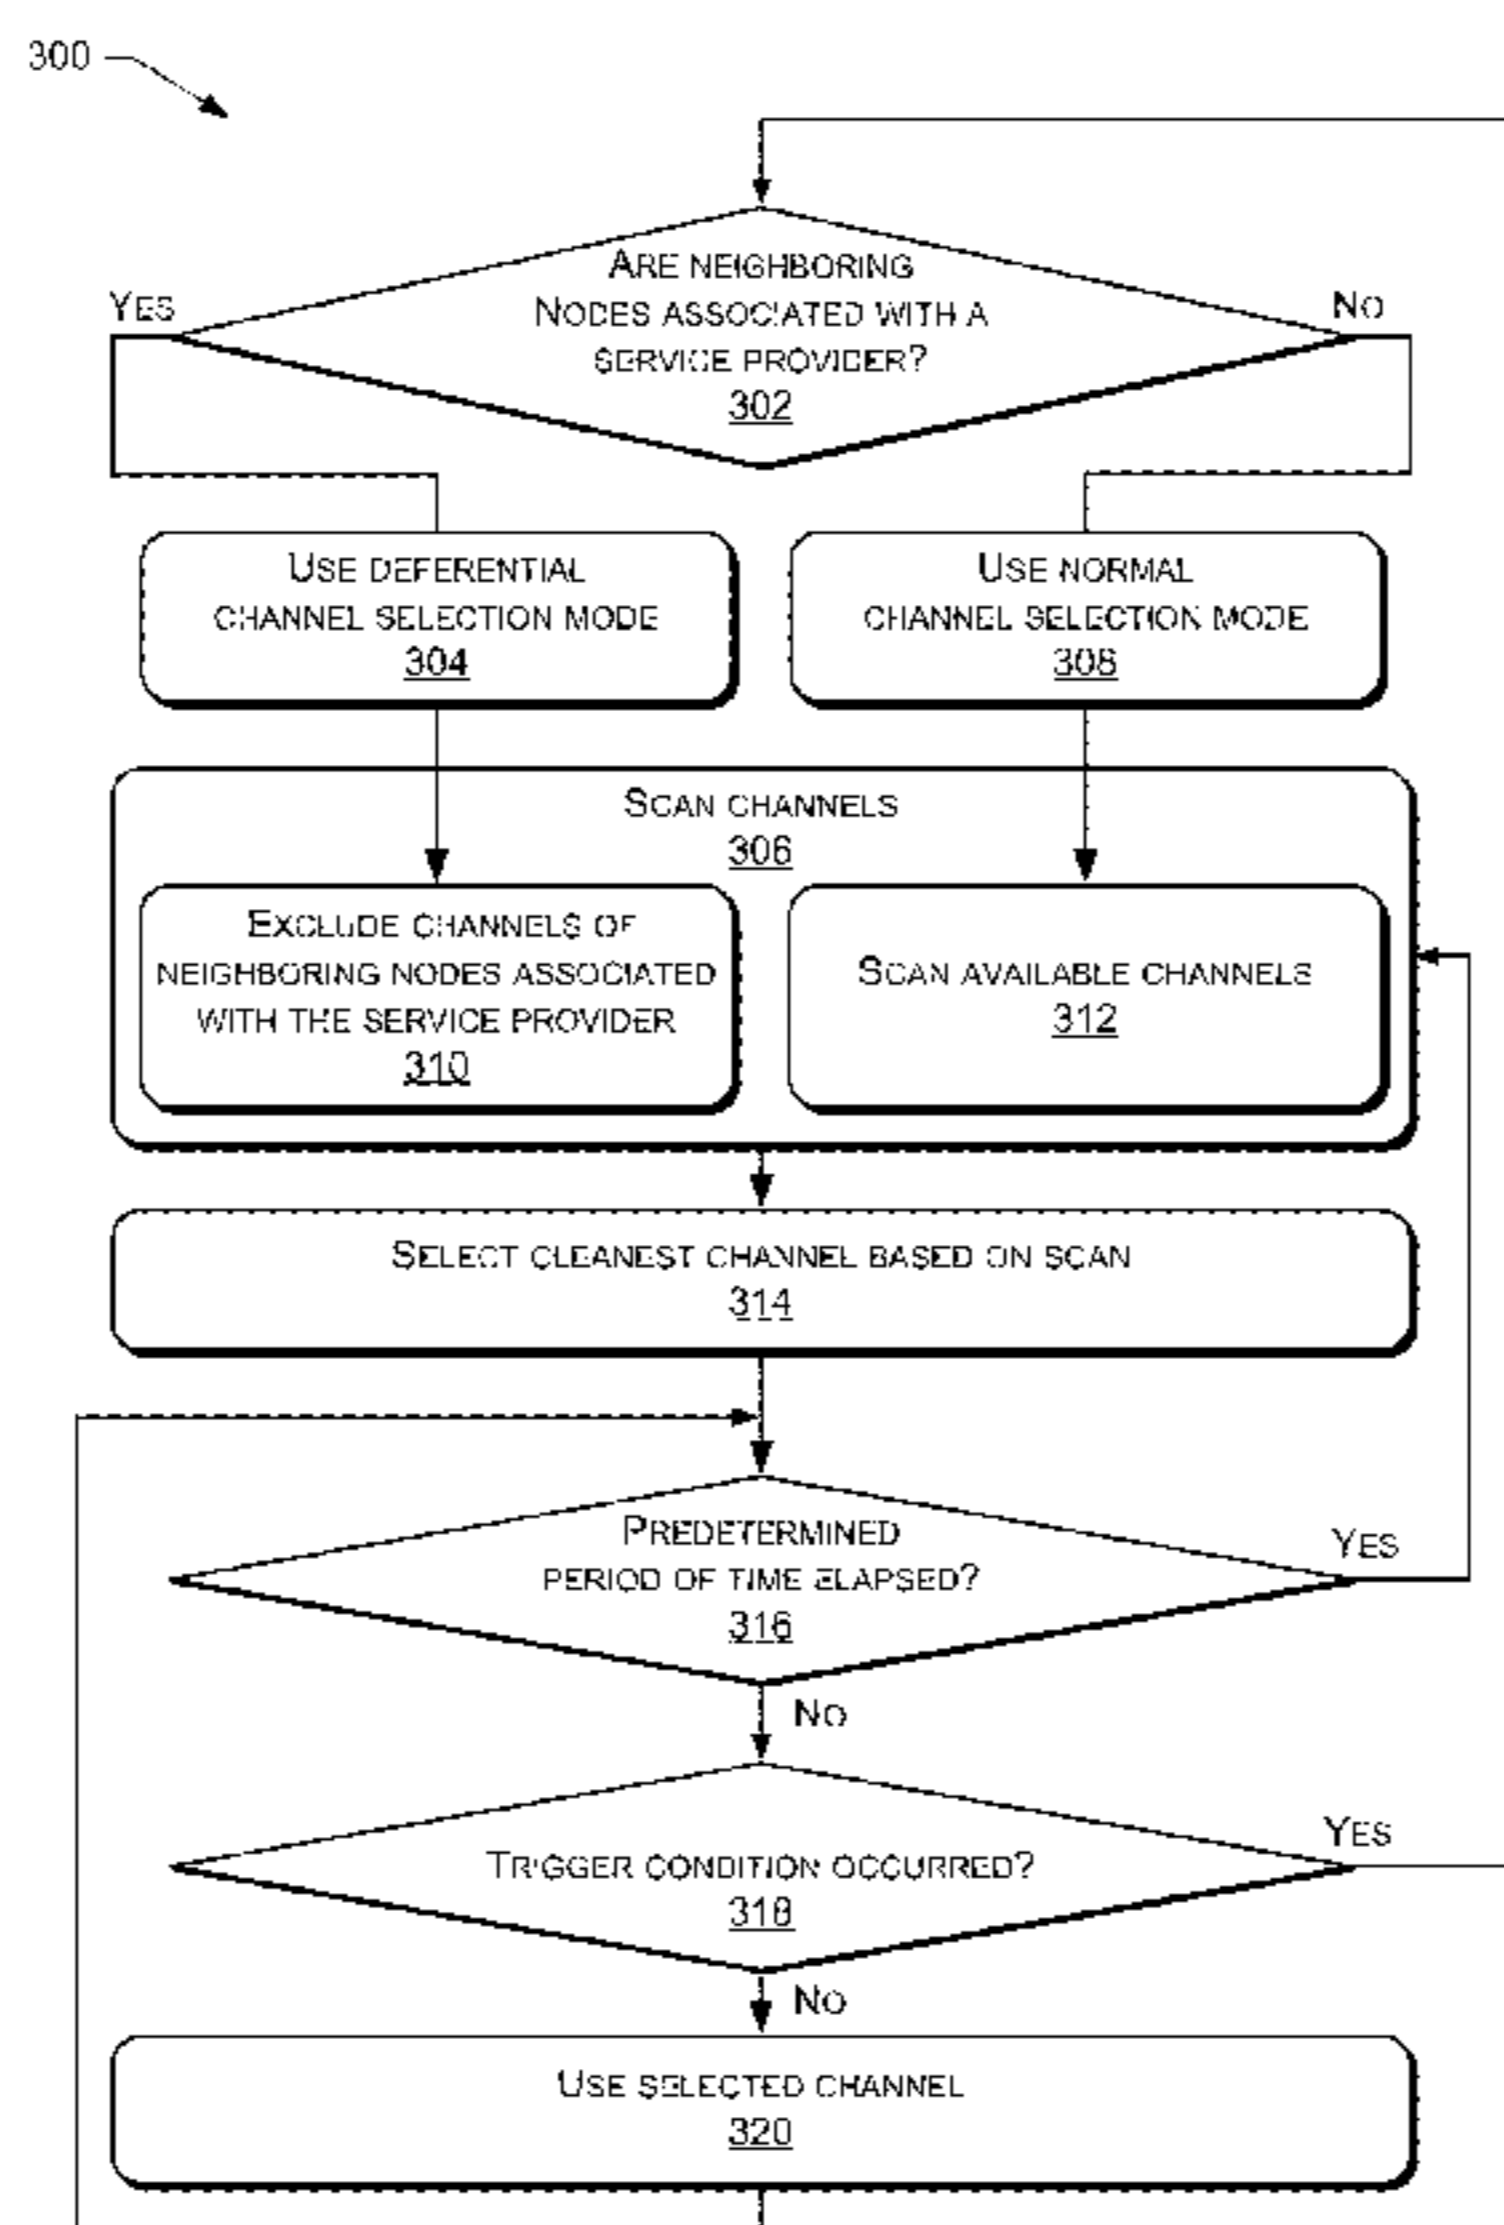 300
ARE NEIGHBORING
NODES ASSOCIATED WITH A
SERVICE PROVIDER?
302
YES
NO
USE DEFERENTIAL
CHANNEL SELECTION MODE
304
USE NORMAL
CHANNEL SELECTION MODE
308
SCAN CHANNELS
306
EXCLUDE CHANNELS OF
NEIGHBORING NODES ASSOCIATED
WITH THE SERVICE PROVIDER
310
SCAN AVAILABLE CHANNELS
312
SELECT CLEANEST CHANNEL BASED ON SCAN
314
PREDETERMINED
PERIOD OF TIME ELAPSED?
316
YES
NO
TRIGGER CONDITION OCCURRED?
318
YES
NO
USE SELECTED CHANNEL
320